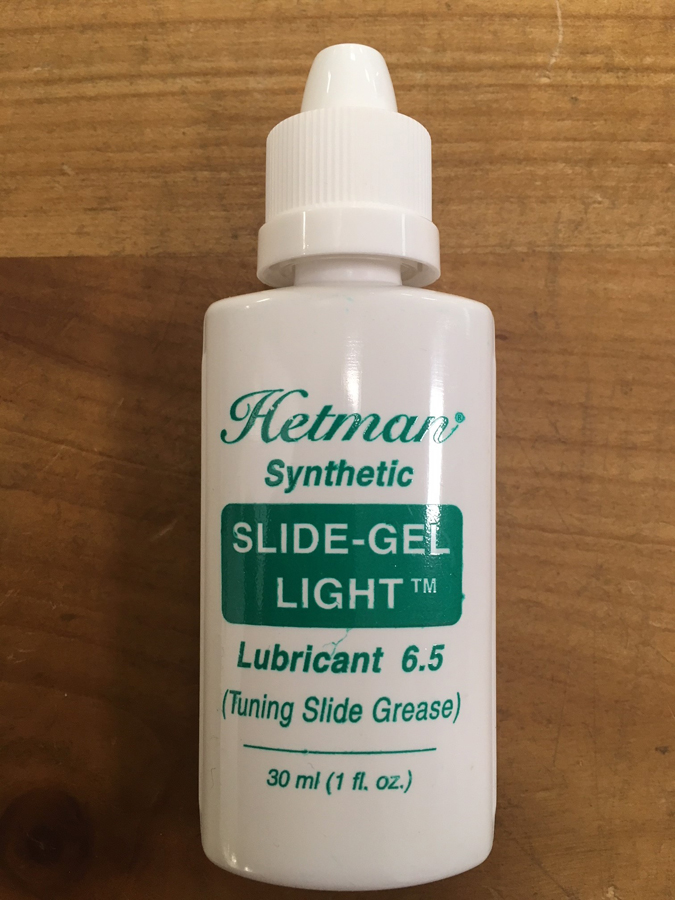 Hetman®
Synthetic
SLIDE-GEL
LIGHT™
Lubricant 6.5
(Tuning Slide Grease)
30 ml (1 fl. oz.)